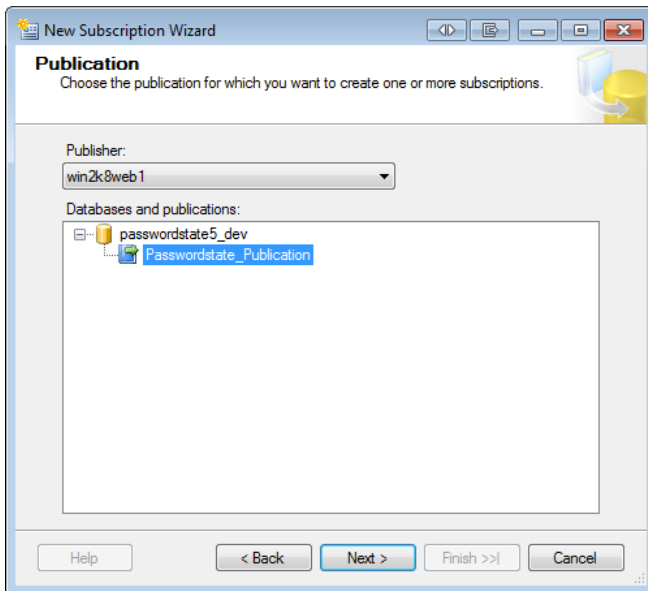 New Subscription Wizard
Publication
Choose the publication for which you want to create one or more subscriptions.
Publisher:
win2k8web1
Databases and publications:
passwordstate5_dev
Passwordstate_Publication
Help
< Back
Next >
Finish >>|
Cancel